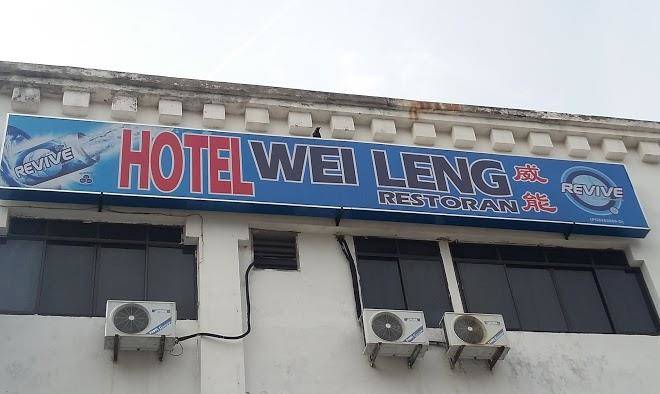 REVIVE
HOTEL WEI LENG 威
RESTORAN 能
REVIVE